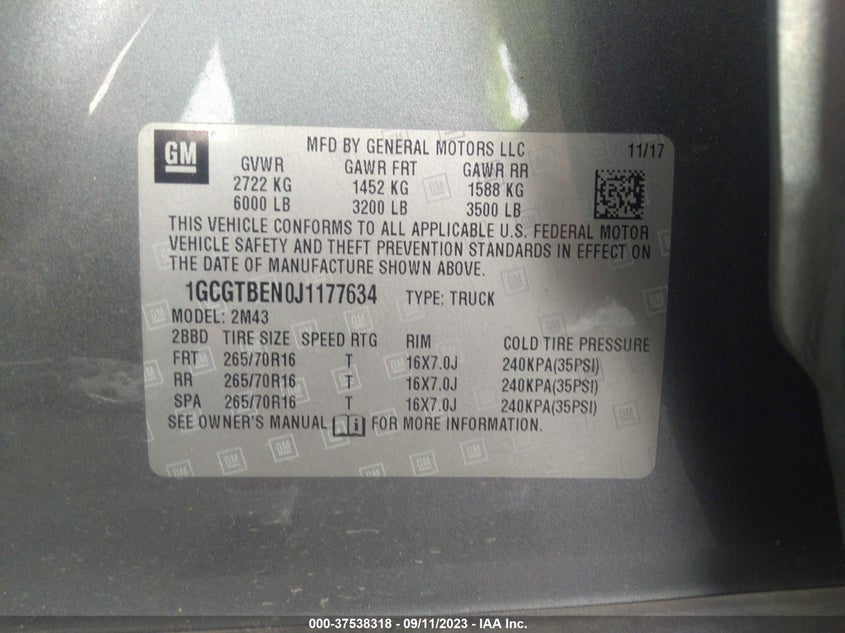 GM
MFD BY GENERAL MOTORS LLC 11/17
GVWR GAWR FRT GAWR RR
2722 KG 1452 KG 1588 KG
6000 LB 3200 LB 3500 LB
THIS VEHICLE CONFORMS TO ALL APPLICABLE U.S. FEDERAL MOTOR
VEHICLE SAFETY AND THEFT PREVENTION STANDARDS IN EFFECT ON
THE DATE OF MANUFACTURE SHOWN ABOVE.
1GCGTBEN0J1177634 TYPE: TRUCK
MODEL: 2M43
2BBD TIRE SIZE SPEED RTG RIM COLD TIRE PRESSURE
FRT 265/70R16 T 16X7.0J 240KPA(35PSI)
RR 265/70R16 T 16X7.0J 240KPA(35PSI)
SPA 265/70R16 T 16X7.0J 240KPA(35PSI)
SEE OWNER'S MANUAL FOR MORE INFORMATION.
000-37538318 - 09/11/2023 - IAA Inc.